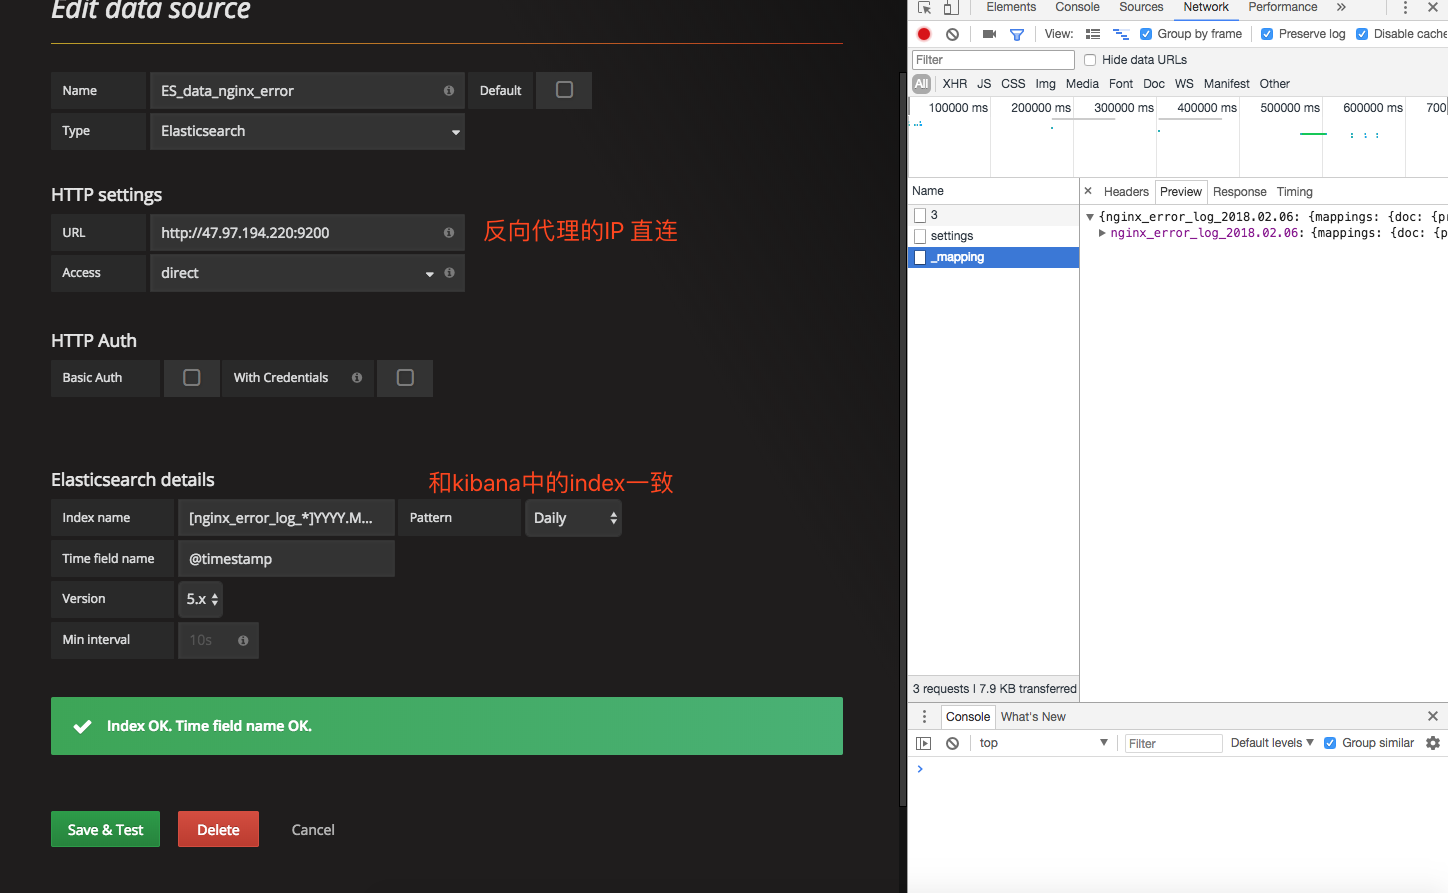 Edit data source
Name
ES_data_nginx_error
Default
Type
Elasticsearch
HTTP settings
URL
http://47.97.194.220:9200
反向代理的IP 直连
Access
direct
HTTP Auth
Basic Auth
With Credentials
Elasticsearch details
和kibana中的index一致
Index name
[nginx_error_log_*]YYYY.M...
Pattern
Daily
Time field name
@timestamp
Version
5.x
Min interval
10s
Index OK. Time field name OK.
Save & Test
Delete
Cancel
Elements Console Sources Network Performance »
View: Group by frame Preserve log Disable cache
Filter
Hide data URLs
All XHR JS CSS Img Media Font Doc WS Manifest Other
100000 ms 200000 ms 300000 ms 400000 ms 500000 ms 600000 ms 700
Name
3
settings
_mapping
× Headers Preview Response Timing
{nginx_error_log_2018.02.06: {mappings: {doc: {p
nginx_error_log_2018.02.06: {mappings: {doc: {p
3 requests | 7.9 KB transferred
Console What's New
top
Filter
Default levels
Group similar